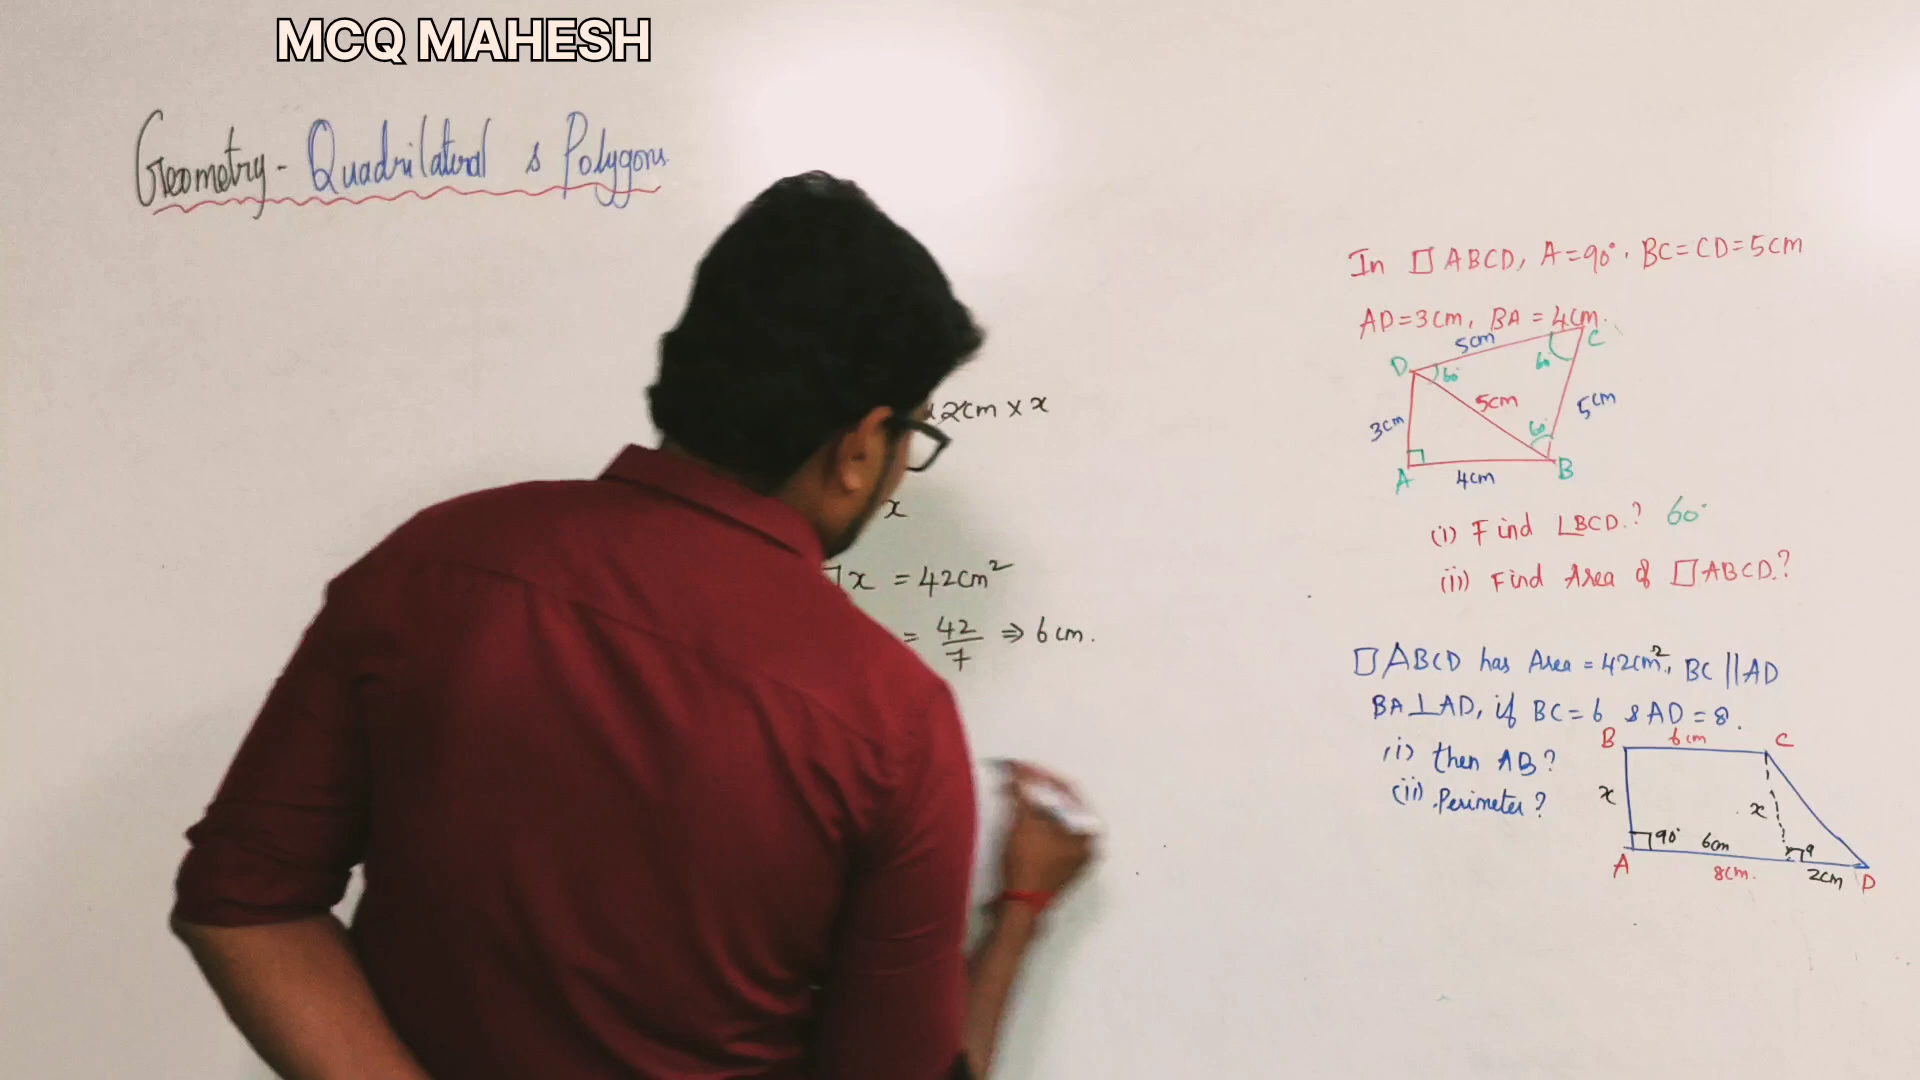 MCQ MAHESH
Geometry - Quadrilateral & Polygons
2cm × x
x
x = 42cm²
= 42/7 ⇒ 6cm.
In □ ABCD, A=90°. BC=CD=5cm
AD=3cm, BA=4cm.
5cm
C
D
60°
60°
5cm
5cm
3cm
60°
A
4cm
B
(i) Find ∠BCD.? 60°
(ii) Find Area of □ABCD.?
□ABCD has Area = 42cm², BC || AD
BA⊥AD, if BC=6 & AD=8.
(i) then AB?
(ii) Perimeter?
B
6cm
C
x
x
90°
6cm
A
8cm.
2cm
D